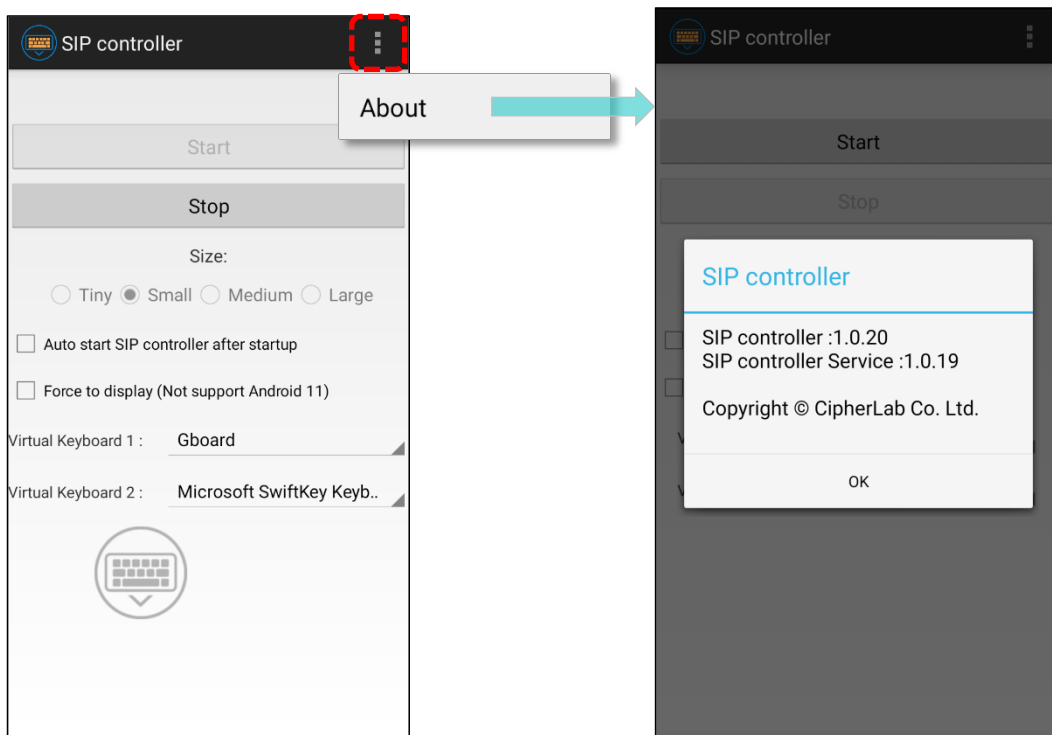 SIP controller
About
Start
Stop
Size:
Tiny Small Medium Large
Auto start SIP controller after startup
Force to display (Not support Android 11)
Virtual Keyboard 1 : Gboard
Virtual Keyboard 2 : Microsoft SwiftKey Keyb..
SIP controller
Start
Stop
SIP controller
SIP controller :1.0.20
SIP controller Service :1.0.19
Copyright © CipherLab Co. Ltd.
OK